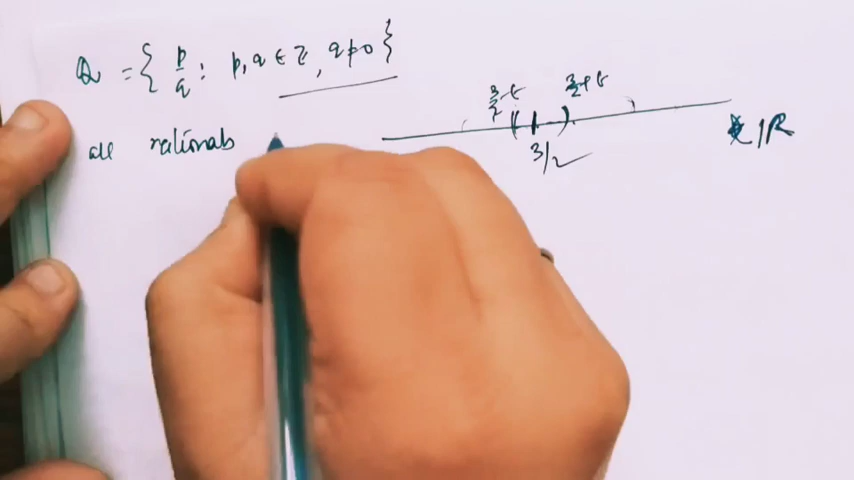 Q = { p/q : p, q ∈ Z, q ≠ 0 }
3/2 - ε 3/2 + ε
all rationals
3/2
R